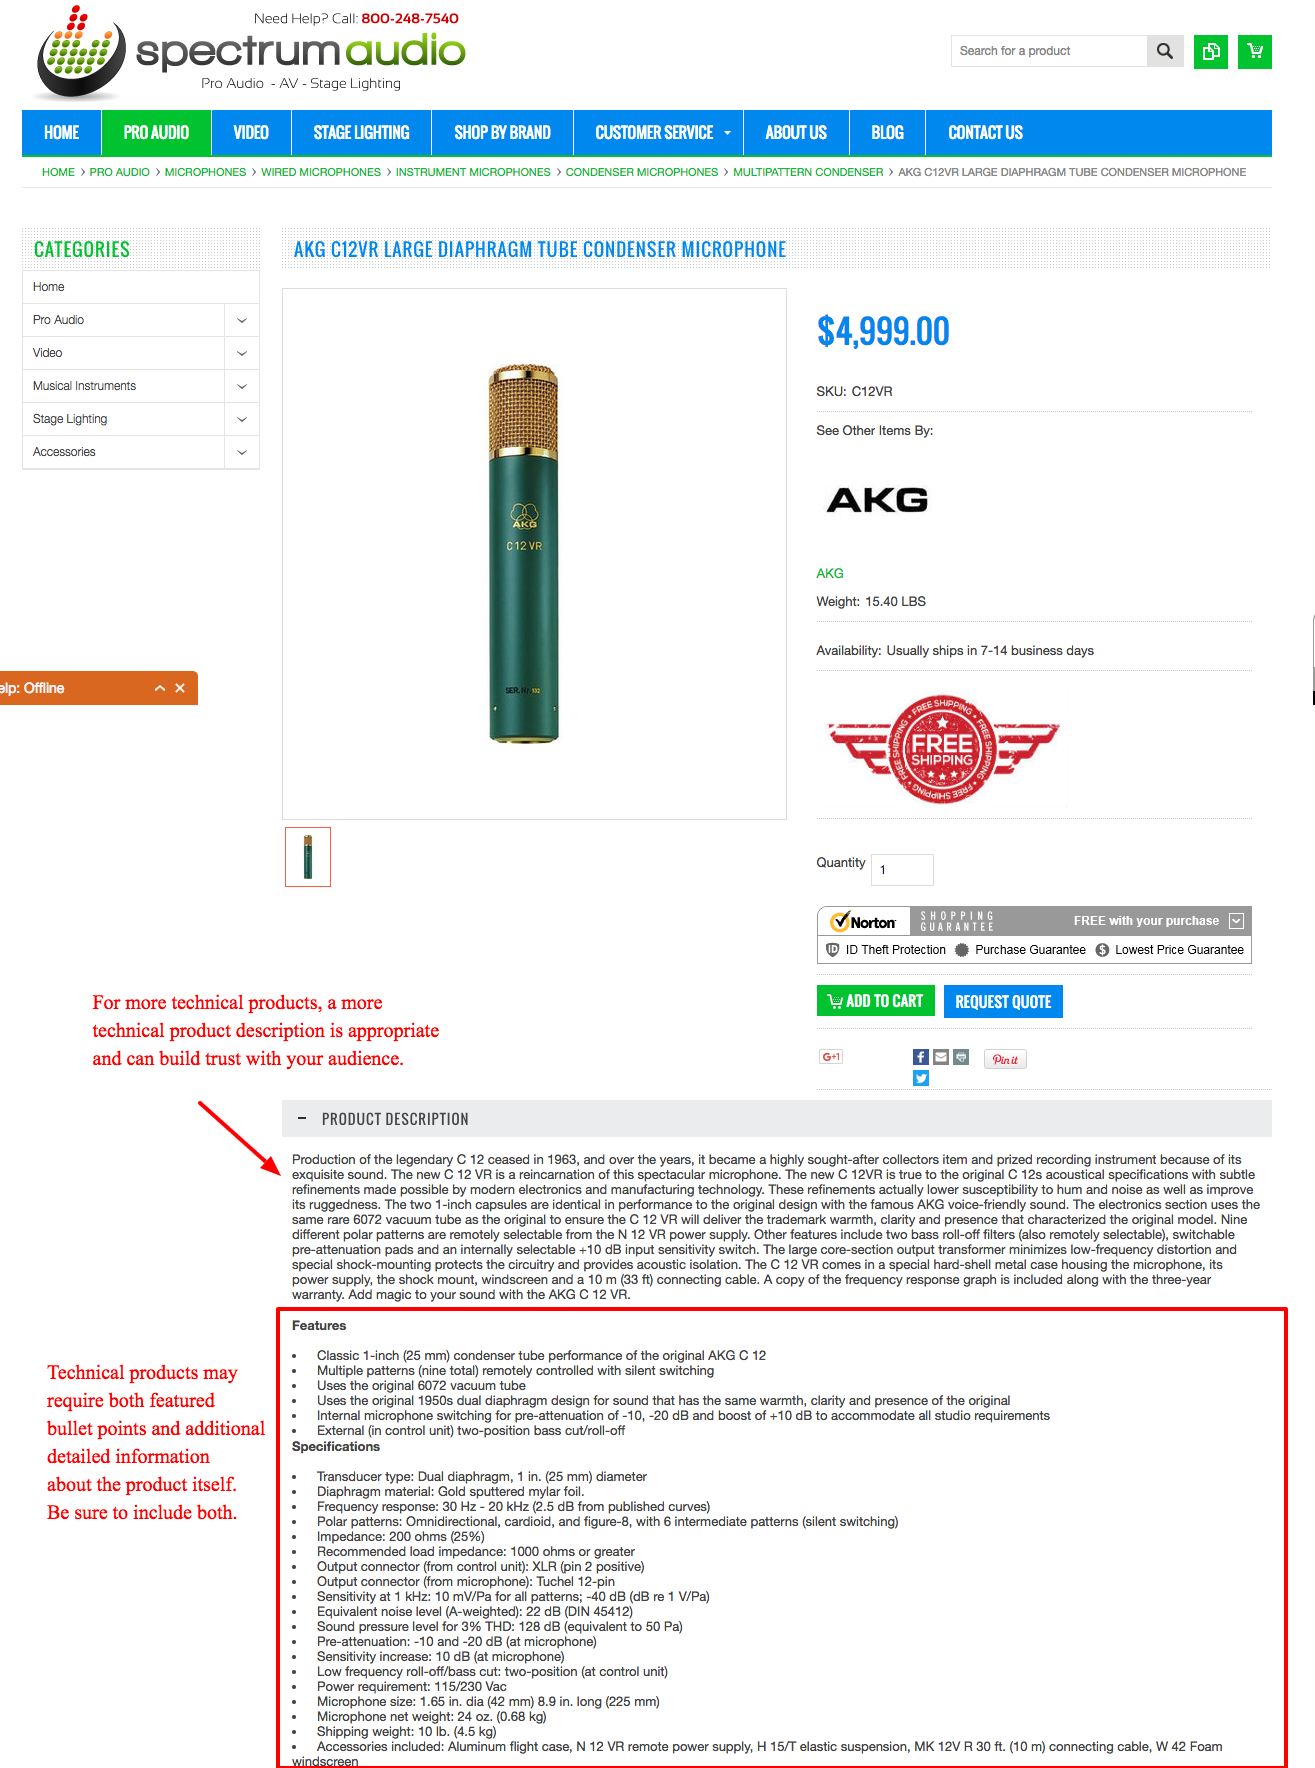 Need Help? Call: 800-248-7540
spectrumaudio
Pro Audio - AV - Stage Lighting
Search for a product
HOME PRO AUDIO VIDEO STAGE LIGHTING SHOP BY BRAND CUSTOMER SERVICE ABOUT US BLOG CONTACT US
HOME > PRO AUDIO > MICROPHONES > WIRED MICROPHONES > INSTRUMENT MICROPHONES > CONDENSER MICROPHONES > MULTIPATTERN CONDENSER > AKG C12VR LARGE DIAPHRAGM TUBE CONDENSER MICROPHONE
CATEGORIES
Home
Pro Audio
Video
Musical Instruments
Stage Lighting
Accessories
elp: Offline
AKG C12VR LARGE DIAPHRAGM TUBE CONDENSER MICROPHONE
AKG
C12VR
SER. Nr. 132
$4,999.00
SKU: C12VR
See Other Items By:
AKG
AKG
Weight: 15.40 LBS
Availability: Usually ships in 7-14 business days
FREE SHIPPING FREE SHIPPING FREE SHIPPING FREE SHIPPING
FREE
SHIPPING
Quantity 1
Norton SHOPPING GUARANTEE FREE with your purchase
ID ID Theft Protection Purchase Guarantee $ Lowest Price Guarantee
ADD TO CART REQUEST QUOTE
G+1 f Pin it
For more technical products, a more
technical product description is appropriate
and can build trust with your audience.
− PRODUCT DESCRIPTION
Production of the legendary C 12 ceased in 1963, and over the years, it became a highly sought-after collectors item and prized recording instrument because of its
exquisite sound. The new C 12 VR is a reincarnation of this spectacular microphone. The new C 12VR is true to the original C 12s acoustical specifications with subtle
refinements made possible by modern electronics and manufacturing technology. These refinements actually lower susceptibility to hum and noise as well as improve
its ruggedness. The two 1-inch capsules are identical in performance to the original design with the famous AKG voice-friendly sound. The electronics section uses the
same rare 6072 vacuum tube as the original to ensure the C 12 VR will deliver the trademark warmth, clarity and presence that characterized the original model. Nine
different polar patterns are remotely selectable from the N 12 VR power supply. Other features include two bass roll-off filters (also remotely selectable), switchable
pre-attenuation pads and an internally selectable +10 dB input sensitivity switch. The large core-section output transformer minimizes low-frequency distortion and
special shock-mounting protects the circuitry and provides acoustic isolation. The C 12 VR comes in a special hard-shell metal case housing the microphone, its
power supply, the shock mount, windscreen and a 10 m (33 ft) connecting cable. A copy of the frequency response graph is included along with the three-year
warranty. Add magic to your sound with the AKG C 12 VR.
Technical products may
require both featured
bullet points and additional
detailed information
about the product itself.
Be sure to include both.
Features
• Classic 1-inch (25 mm) condenser tube performance of the original AKG C 12
• Multiple patterns (nine total) remotely controlled with silent switching
• Uses the original 6072 vacuum tube
• Uses the original 1950s dual diaphragm design for sound that has the same warmth, clarity and presence of the original
• Internal microphone switching for pre-attenuation of -10, -20 dB and boost of +10 dB to accommodate all studio requirements
• External (in control unit) two-position bass cut/roll-off
Specifications
• Transducer type: Dual diaphragm, 1 in. (25 mm) diameter
• Diaphragm material: Gold sputtered mylar foil.
• Frequency response: 30 Hz - 20 kHz (2.5 dB from published curves)
• Polar patterns: Omnidirectional, cardioid, and figure-8, with 6 intermediate patterns (silent switching)
• Impedance: 200 ohms (25%)
• Recommended load impedance: 1000 ohms or greater
• Output connector (from control unit): XLR (pin 2 positive)
• Output connector (from microphone): Tuchel 12-pin
• Sensitivity at 1 kHz: 10 mV/Pa for all patterns; -40 dB (dB re 1 V/Pa)
• Equivalent noise level (A-weighted): 22 dB (DIN 45412)
• Sound pressure level for 3% THD: 128 dB (equivalent to 50 Pa)
• Pre-attenuation: -10 and -20 dB (at microphone)
• Sensitivity increase: 10 dB (at microphone)
• Low frequency roll-off/bass cut: two-position (at control unit)
• Power requirement: 115/230 Vac
• Microphone size: 1.65 in. dia (42 mm) 8.9 in. long (225 mm)
• Microphone net weight: 24 oz. (0.68 kg)
• Shipping weight: 10 lb. (4.5 kg)
• Accessories included: Aluminum flight case, N 12 VR remote power supply, H 15/T elastic suspension, MK 12V R 30 ft. (10 m) connecting cable, W 42 Foam
windscreen